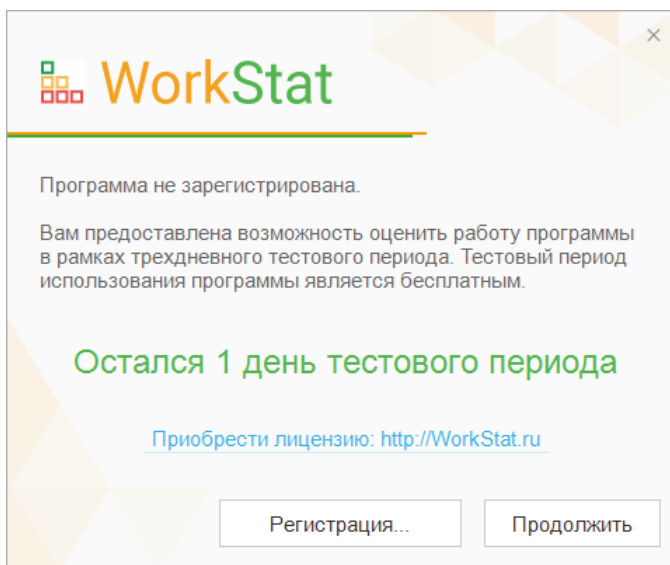 WorkStat
Программа не зарегистрирована.
Вам предоставлена возможность оценить работу программы
в рамках трехдневного тестового периода. Тестовый период
использования программы является бесплатным.
Остался 1 день тестового периода
Приобрести лицензию: http://WorkStat.ru
Регистрация... Продолжить